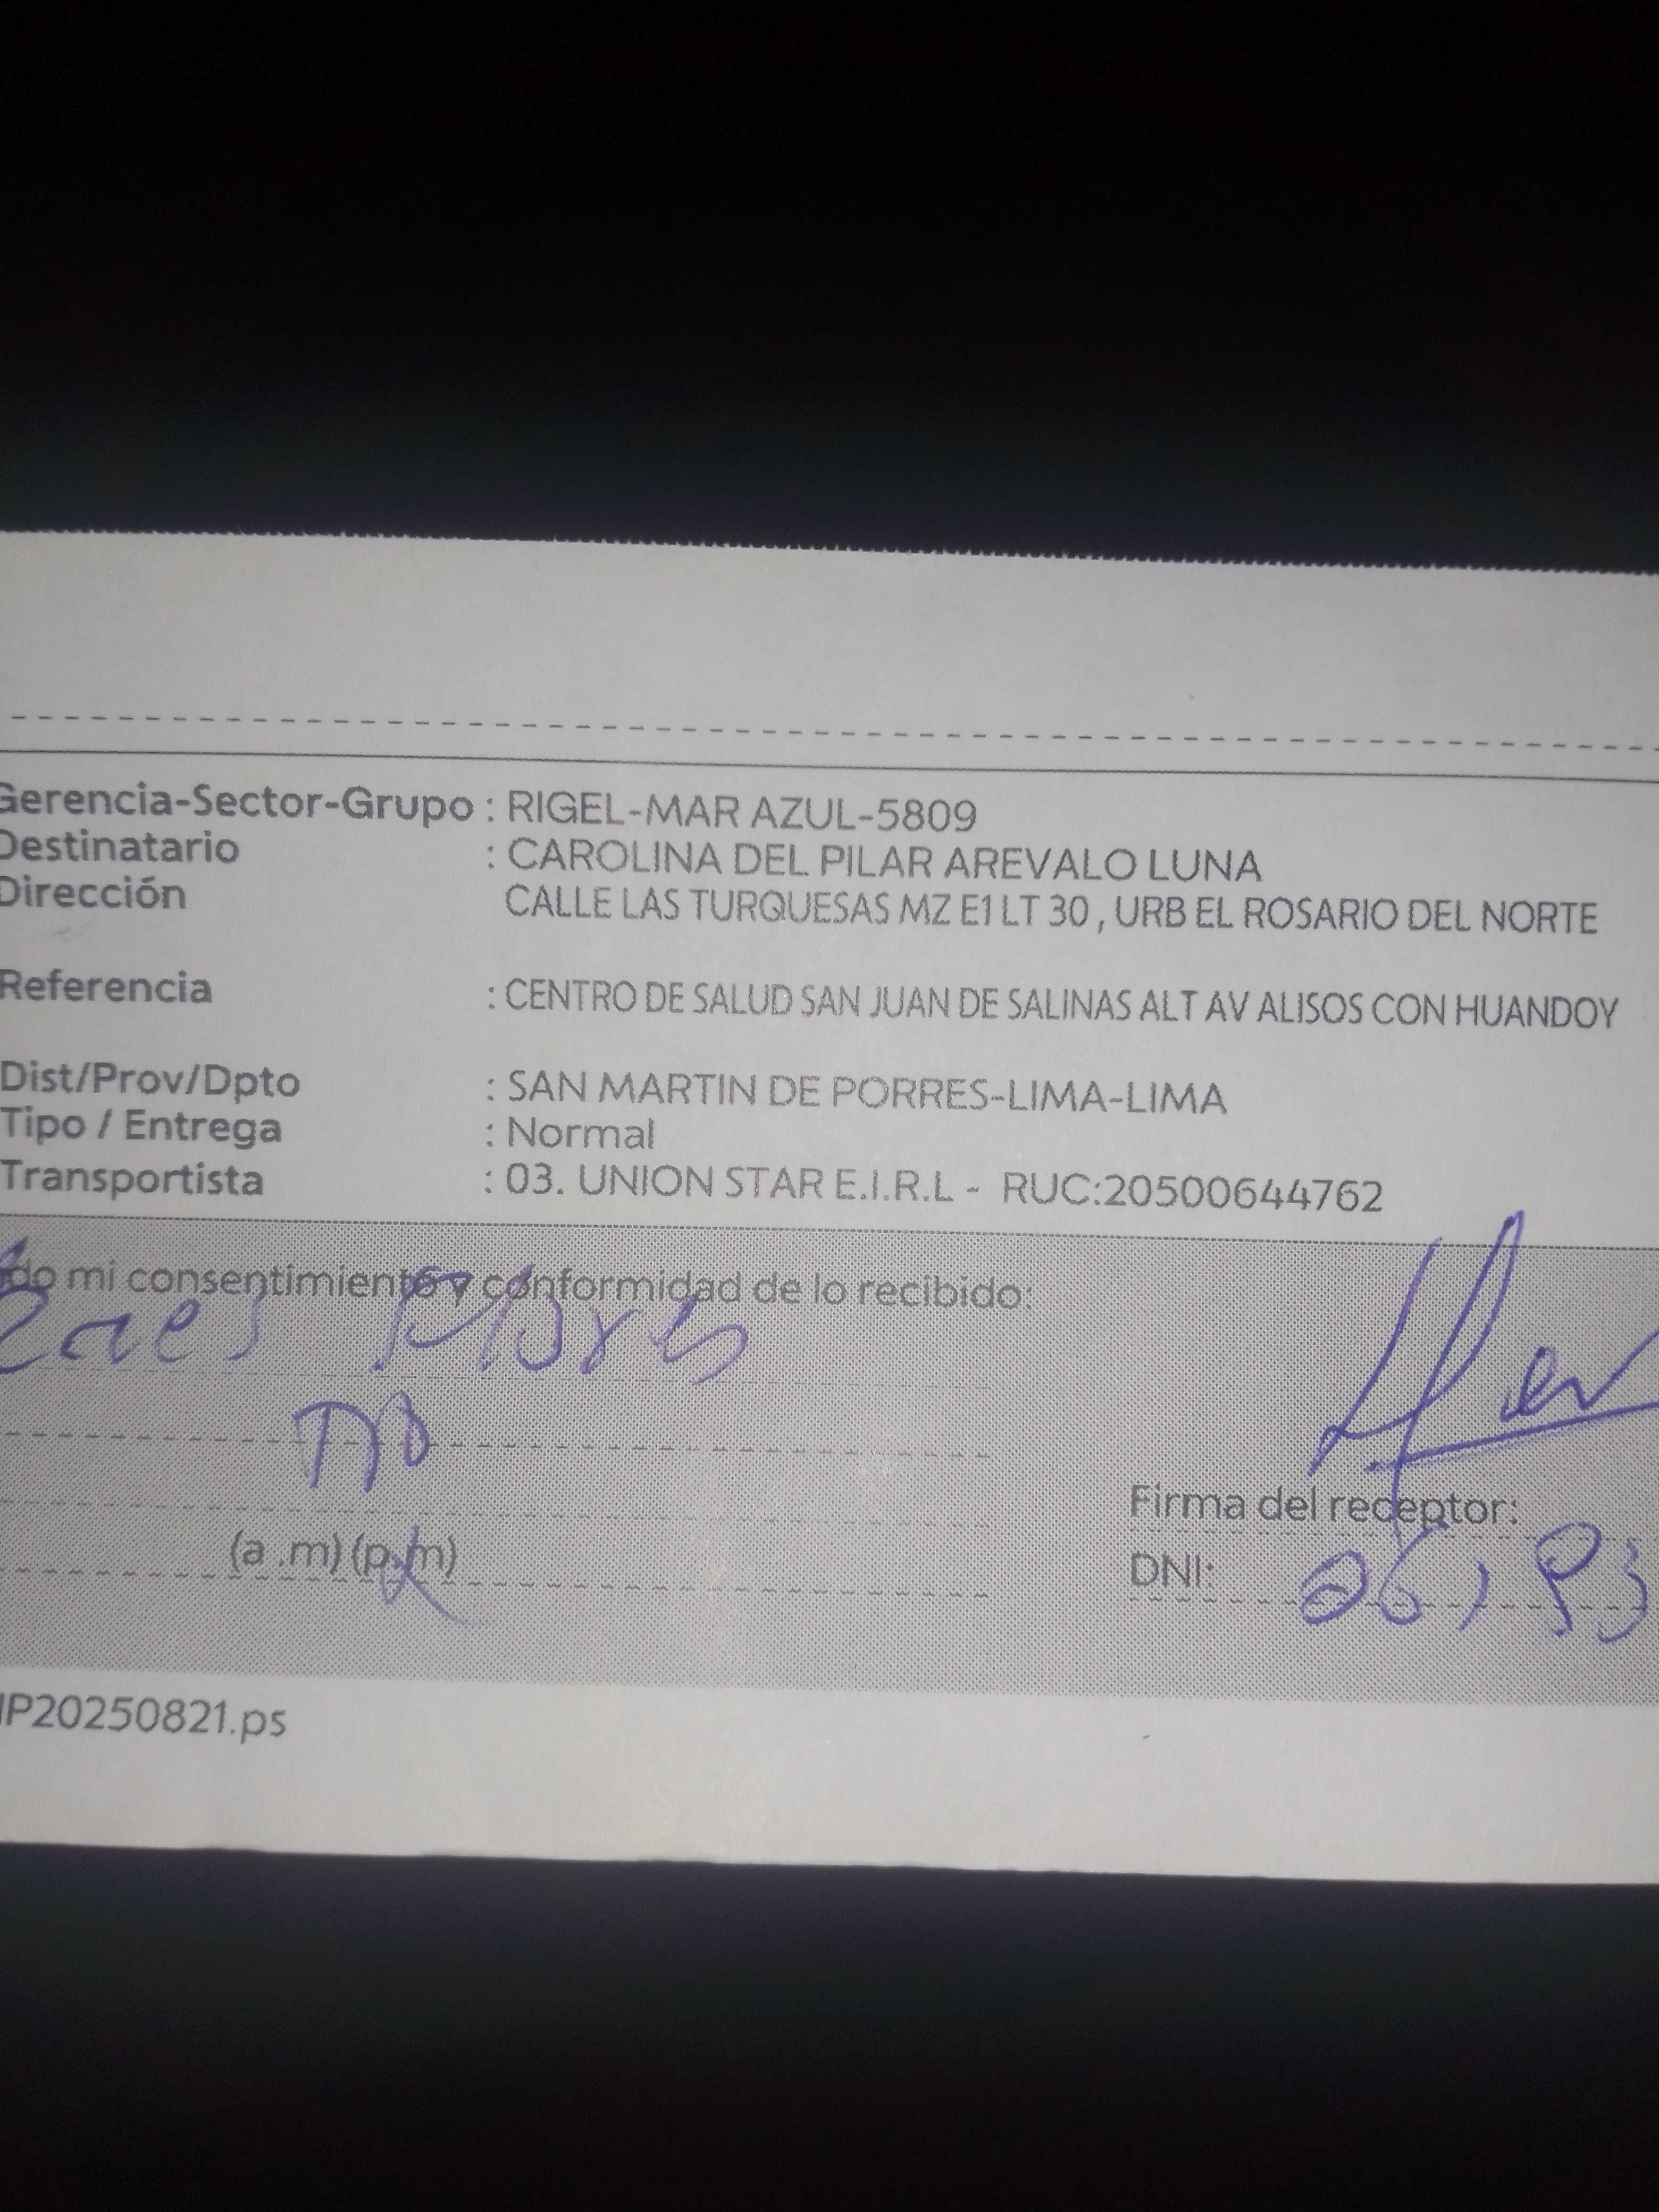 Gerencia-Sector-Grupo : RIGEL-MAR AZUL-5809
Destinatario : CAROLINA DEL PILAR AREVALO LUNA
Dirección CALLE LAS TURQUESAS MZ E1 LT 30 , URB EL ROSARIO DEL NORTE
Referencia : CENTRO DE SALUD SAN JUAN DE SALINAS ALT AV ALISOS CON HUANDOY
Dist/Prov/Dpto : SAN MARTIN DE PORRES-LIMA-LIMA
Tipo / Entrega : Normal
Transportista : 03. UNION STAR E.I.R.L - RUC:20500644762
do mi consentimiento y conformidad de lo recibido:
(a .m) (p.m)
Firma del receptor:
DNI:
IP20250821.ps